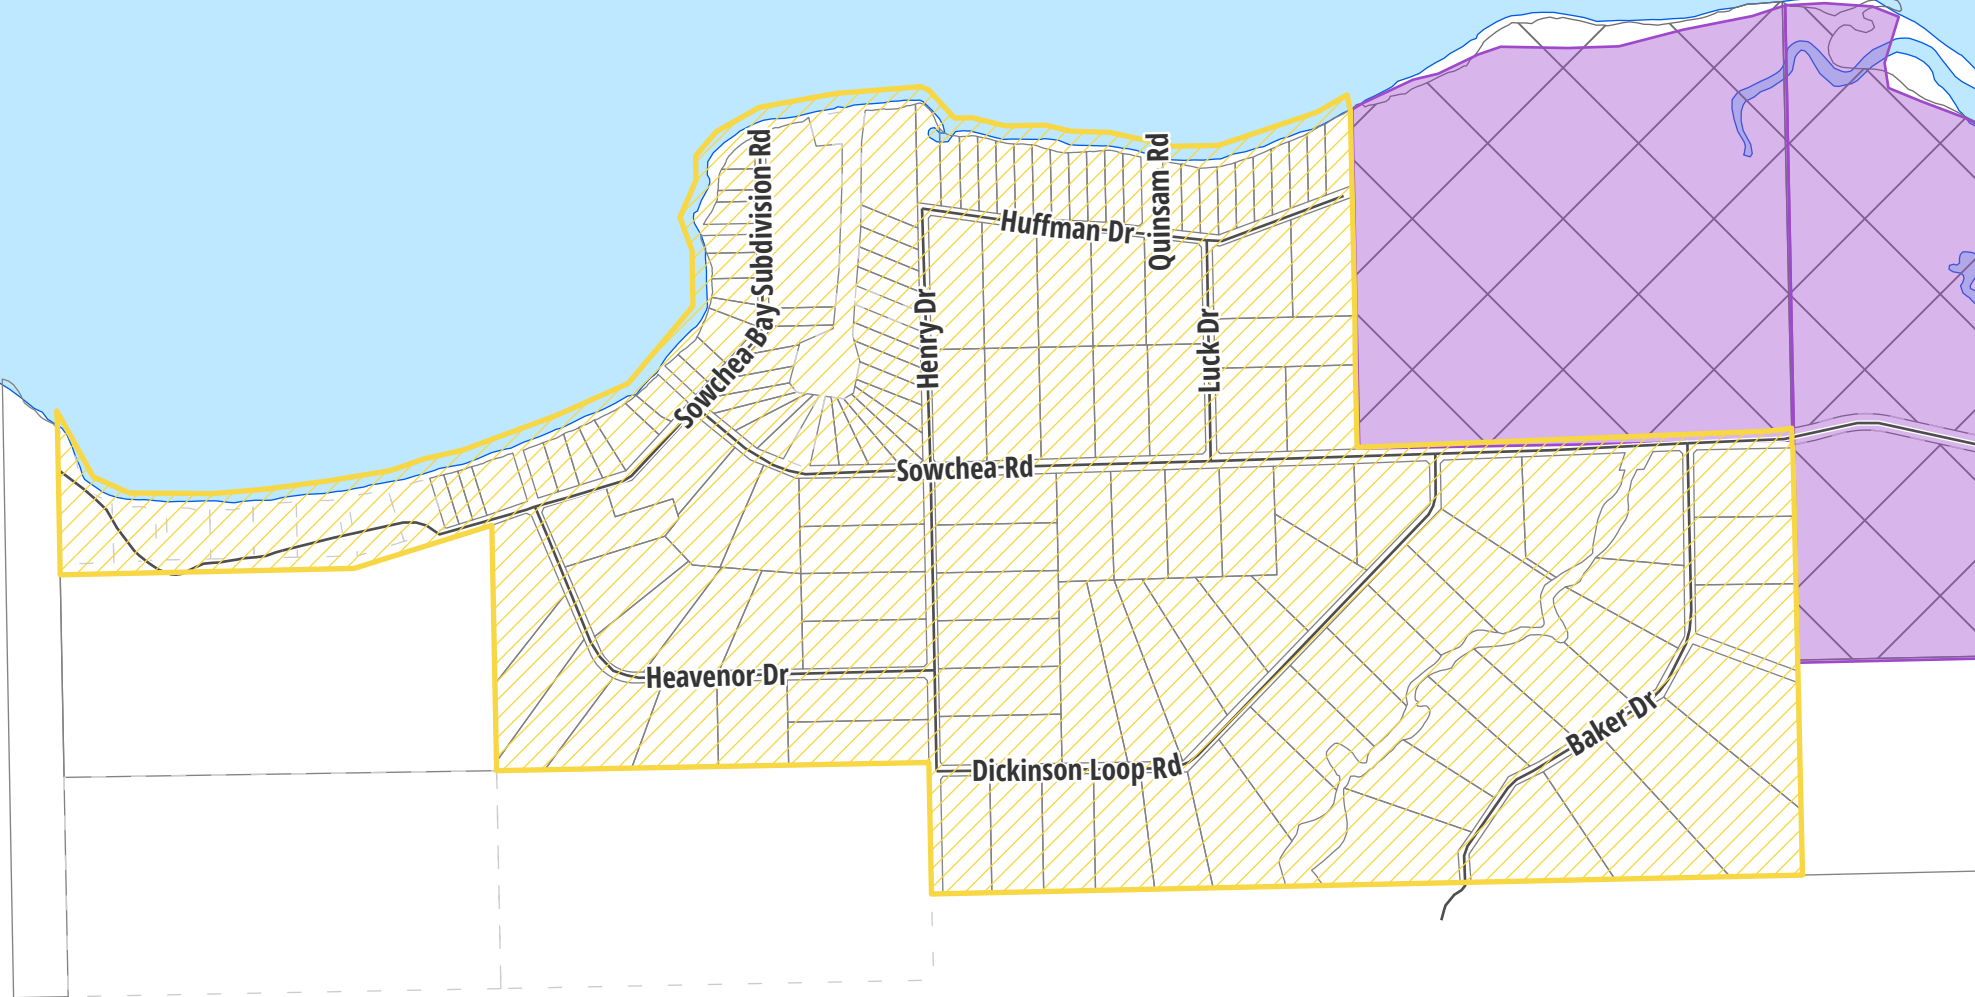 Sowchea Bay Subdivision Rd
Quinsam Rd
Huffman Dr
Henry Dr
Luck Dr
Sowchea Rd
Heavenor Dr
Baker Dr
Dickinson Loop Rd